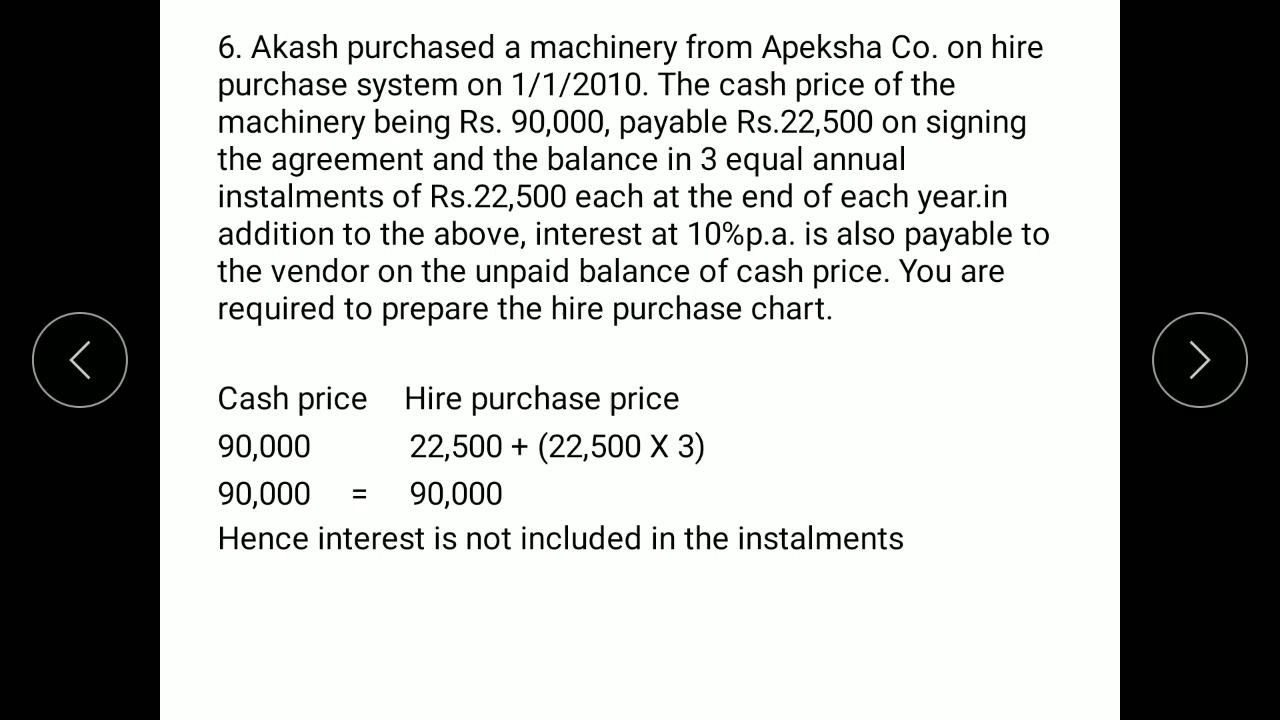 6. Akash purchased a machinery from Apeksha Co. on hire
purchase system on 1/1/2010. The cash price of the
machinery being Rs. 90,000, payable Rs.22,500 on signing
the agreement and the balance in 3 equal annual
instalments of Rs.22,500 each at the end of each year.in
addition to the above, interest at 10%p.a. is also payable to
the vendor on the unpaid balance of cash price. You are
required to prepare the hire purchase chart.
Cash price Hire purchase price
90,000 22,500 + (22,500 X 3)
90,000 = 90,000
Hence interest is not included in the instalments